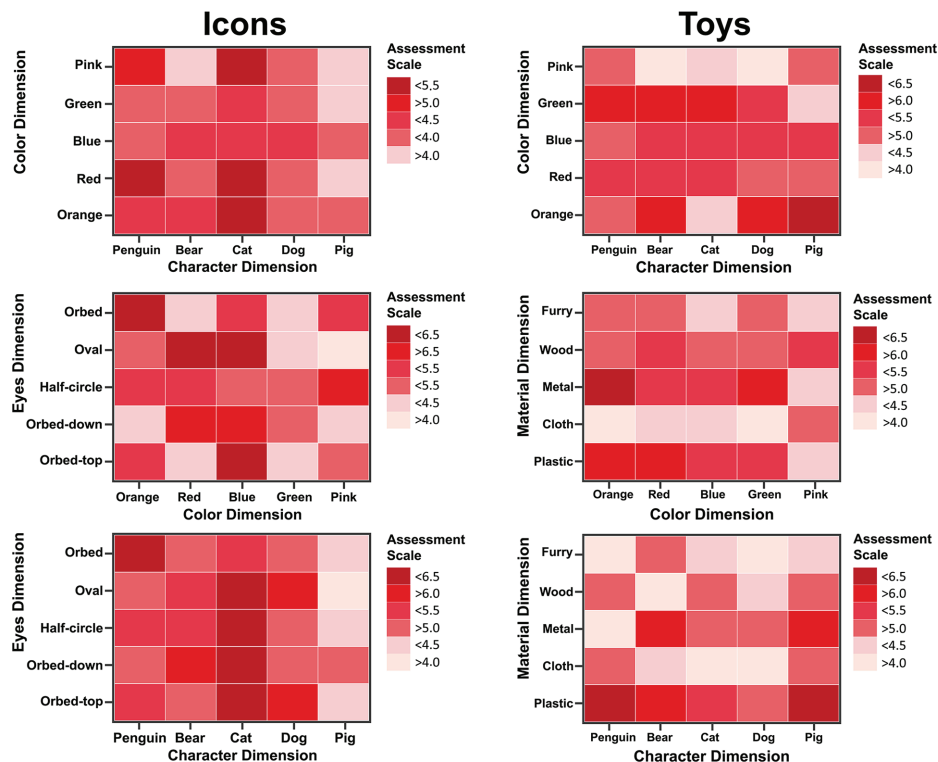 Icons
Color Dimension
Pink
Green
Blue
Red
Orange
Penguin Bear Cat Dog Pig
Character Dimension
Assessment
Scale
<5.5
>5.0
<4.5
<4.0
>4.0
Toys
Color Dimension
Pink
Green
Blue
Red
Orange
Penguin Bear Cat Dog Pig
Character Dimension
Assessment
Scale
<6.5
>6.0
<5.5
>5.0
<4.5
>4.0
Eyes Dimension
Orbed
Oval
Half-circle
Orbed-down
Orbed-top
Orange Red Blue Green Pink
Color Dimension
Assessment
Scale
<6.5
>6.5
<5.5
<5.5
<4.5
>4.0
Material Dimension
Furry
Wood
Metal
Cloth
Plastic
Orange Red Blue Green Pink
Color Dimension
Assessment
Scale
<6.5
>6.0
<5.5
>5.0
<4.5
>4.0
Eyes Dimension
Orbed
Oval
Half-circle
Orbed-down
Orbed-top
Penguin Bear Cat Dog Pig
Character Dimension
Assessment
Scale
<6.5
>6.0
<5.5
>5.0
<4.5
>4.0
Material Dimension
Furry
Wood
Metal
Cloth
Plastic
Penguin Bear Cat Dog Pig
Character Dimension
Assessment
Scale
<6.5
>6.0
<5.5
>5.0
<4.5
>4.0